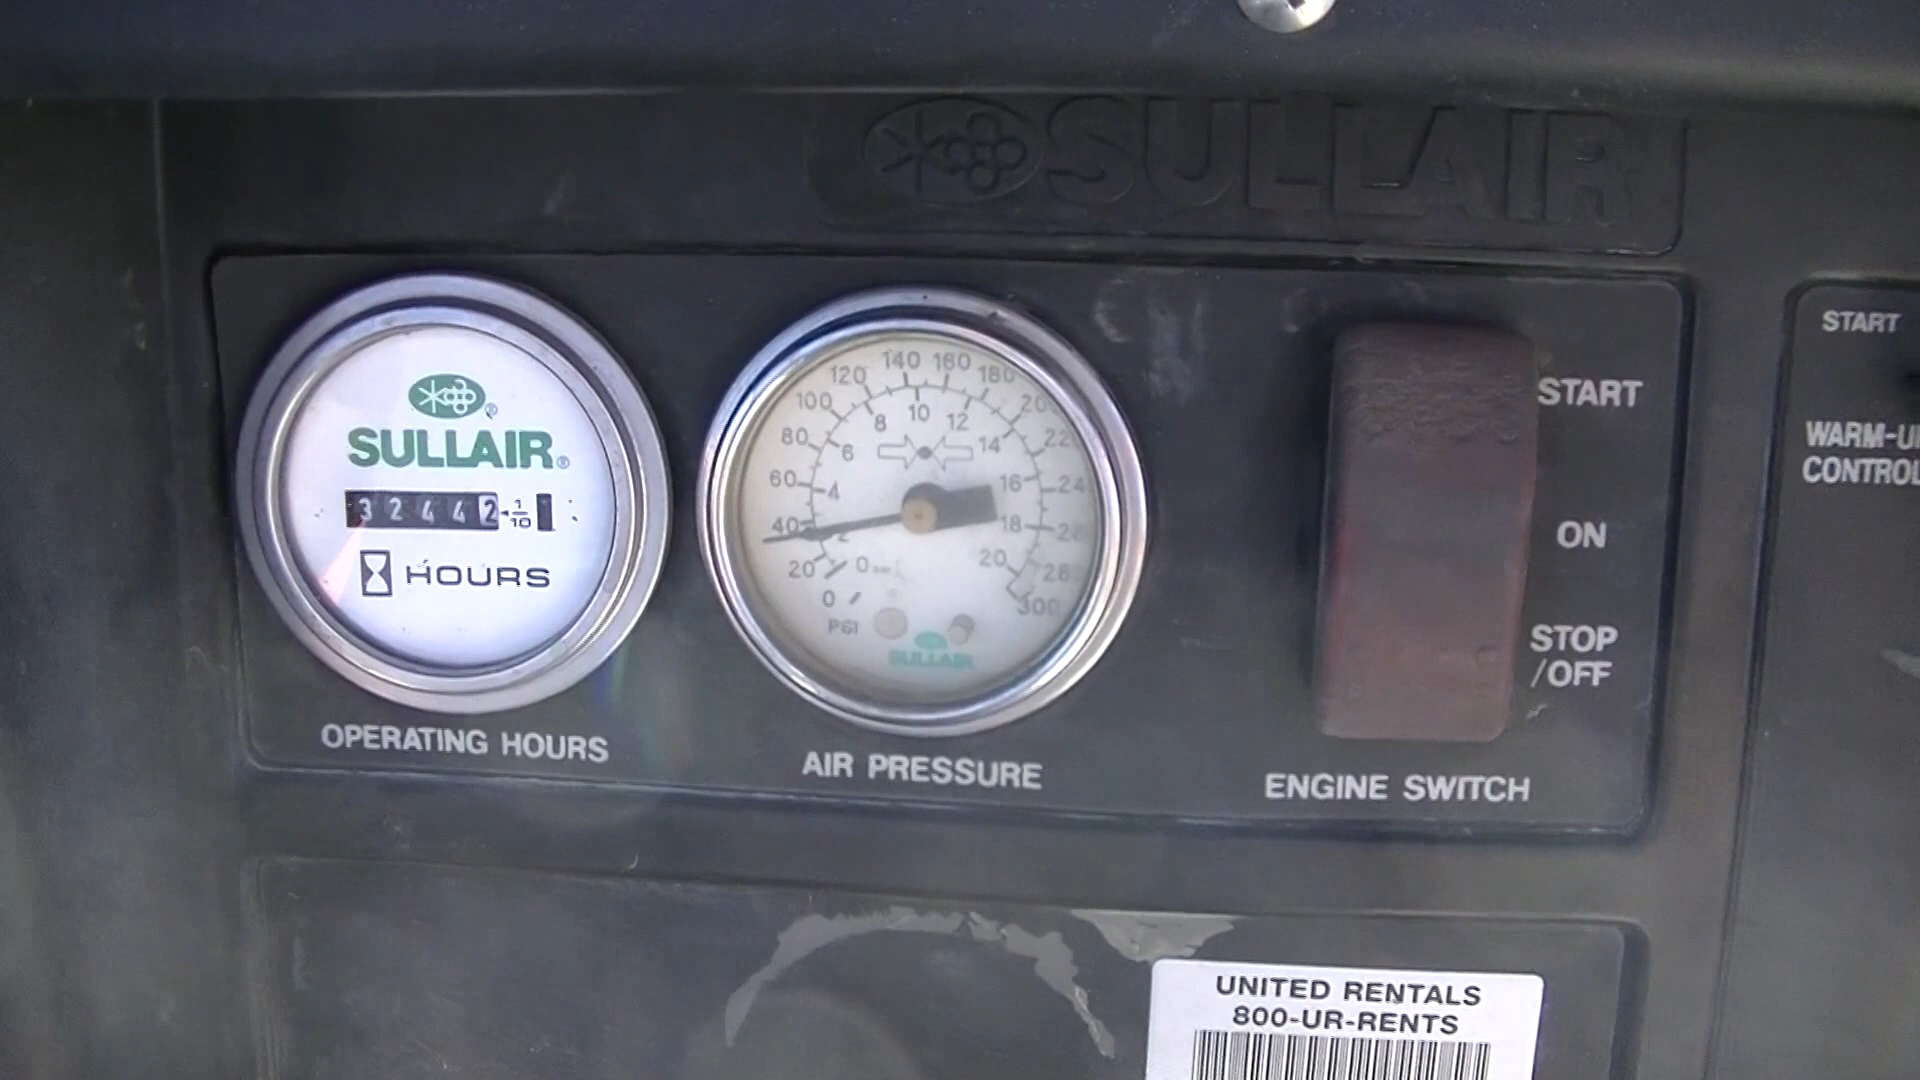 SULLAIR
SULLAIR®
32442 1/10
HOURS
OPERATING HOURS
0 20 40 60 80 100 120 140 160 180
300
0 bar 2 4 6 8 10 12 14 16 18 20
PSI
SULLAIR
AIR PRESSURE
START
ON
STOP
/OFF
ENGINE SWITCH
START
UNITED RENTALS
800-UR-RENTS